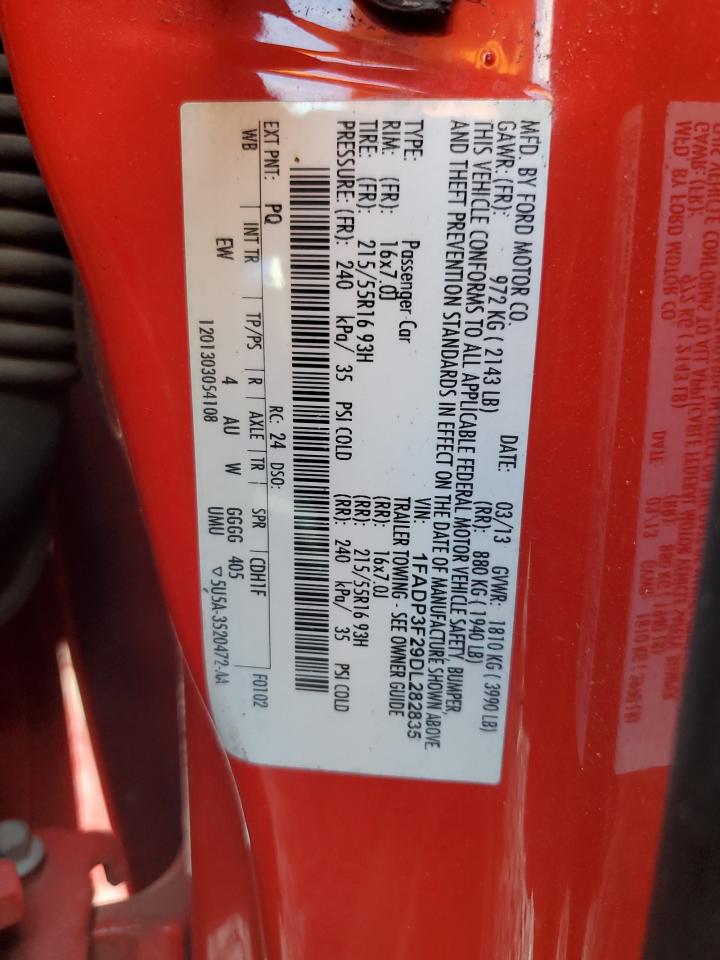 MFD. BY FORD MOTOR CO.
DATE: 03/13 GVWR: 1810 KG ( 3990 LB)
GAWR: (FR): 972 KG ( 2143 LB) (RR): 880 KG ( 1940 LB)
THIS VEHICLE CONFORMS TO ALL APPLICABLE FEDERAL MOTOR VEHICLE SAFETY, BUMPER,
AND THEFT PREVENTION STANDARDS IN EFFECT ON THE DATE OF MANUFACTURE SHOWN ABOVE.
VIN: 1FADP3F29DL282835
TYPE: Passenger Car TRAILER TOWING - SEE OWNER GUIDE
RIM: (FR): 16x7.0J (RR): 16x7.0J
TIRE: (FR): 215/55R16 93H (RR): 215/55R16 93H
PRESSURE: (FR): 240 kPa/ 35 PSI COLD (RR): 240 kPa/ 35 PSI COLD
EXT PNT: PQ RC: 24 DSO: F0102
WB INT TR TP/PS R AXLE TR SPR CDH1F
EW 4 AU W GGGG 405
UMU
1201303054108 ▽5U5A-3520472-AA